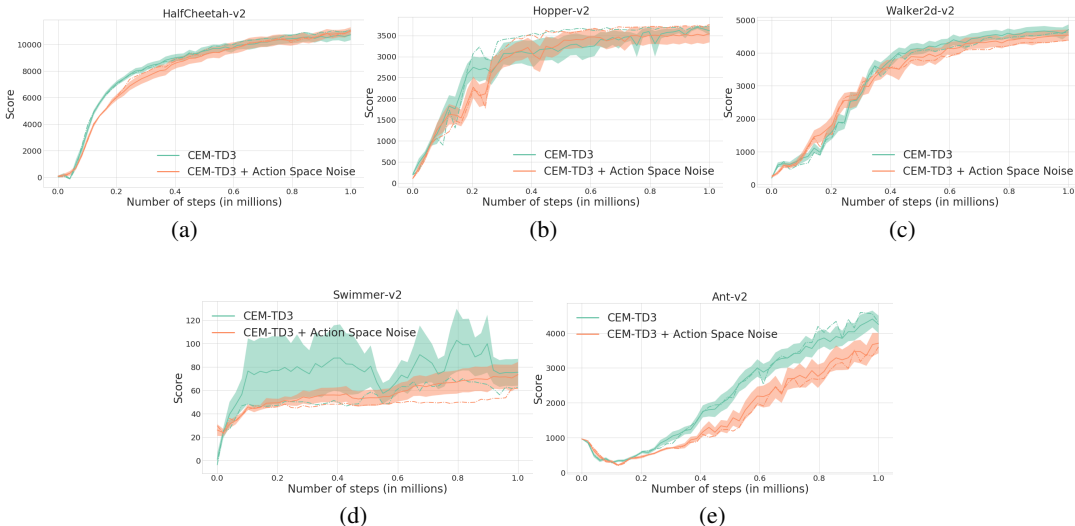 HalfCheetah-v2
Score
10000
8000
6000
4000
2000
0
CEM-TD3
CEM-TD3 + Action Space Noise
0.0 0.2 0.4 0.6 0.8 1.0
Number of steps (in millions)
(a)
Hopper-v2
Score
3500
3000
2500
2000
1500
1000
500
0
CEM-TD3
CEM-TD3 + Action Space Noise
0.0 0.2 0.4 0.6 0.8 1.0
Number of steps (in millions)
(b)
Walker2d-v2
Score
5000
4000
3000
2000
1000
0
CEM-TD3
CEM-TD3 + Action Space Noise
0.0 0.2 0.4 0.6 0.8 1.0
Number of steps (in millions)
(c)
Swimmer-v2
Score
120
100
80
60
40
20
0
CEM-TD3
CEM-TD3 + Action Space Noise
0.0 0.2 0.4 0.6 0.8 1.0
Number of steps (in millions)
(d)
Ant-v2
Score
4000
3000
2000
1000
0
CEM-TD3
CEM-TD3 + Action Space Noise
0.0 0.2 0.4 0.6 0.8 1.0
Number of steps (in millions)
(e)